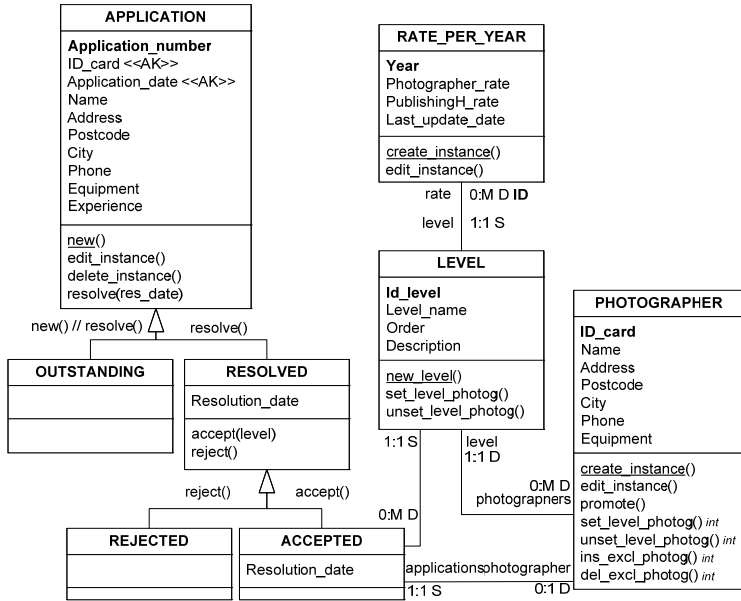 APPLICATION
Application_number
ID_card <<AK>>
Application_date <<AK>>
Name
Address
Postcode
City
Phone
Equipment
Experience
new()
edit_instance()
delete_instance()
resolve(res_date)
new() // resolve()
resolve()
OUTSTANDING
RESOLVED
Resolution_date
accept(level)
reject()
reject()
accept()
REJECTED
ACCEPTED
Resolution_date
RATE_PER_YEAR
Year
Photographer_rate
PublishingH_rate
Last_update_date
create_instance()
edit_instance()
rate 0:M D ID
level 1:1 S
LEVEL
Id_level
Level_name
Order
Description
new_level()
set_level_photog()
unset_level_photog()
1:1 S
level
1:1 D
0:M D
0:M D
photographers
PHOTOGRAPHER
ID_card
Name
Address
Postcode
City
Phone
Equipment
create_instance()
edit_instance()
promote()
set_level_photog() int
unset_level_photog() int
ins_excl_photog() int
del_excl_photog() int
applications photographer
1:1 S 0:1 D